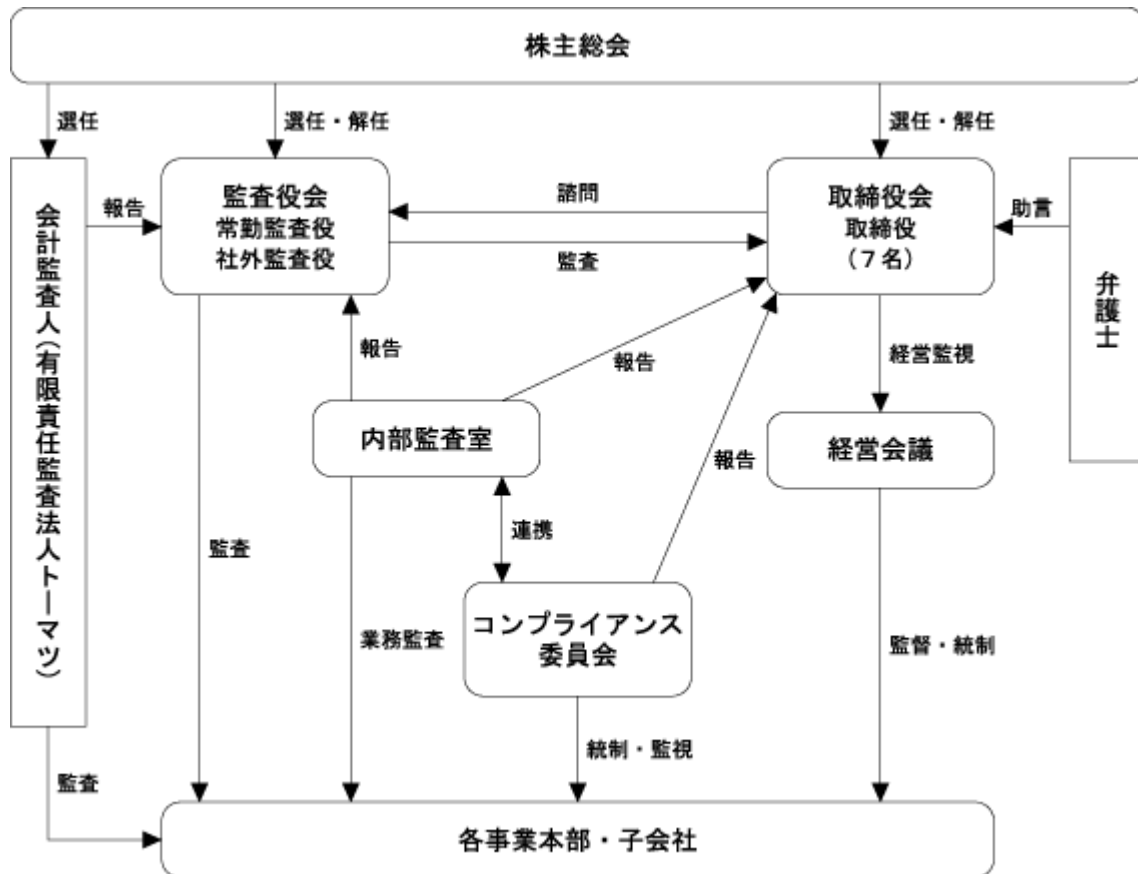 株主総会
選任
選任・解任
選任・解任
会計監査人(有限責任監査法人トーマツ)
報告
監査役会
常勤監査役
社外監査役
諮問
監査
取締役会
取締役
(7名)
助言
弁護士
報告
報告
経営監視
内部監査室
報告
経営会議
連携
監査
業務監査
コンプライアンス
委員会
監督・統制
統制・監視
監査
各事業本部・子会社